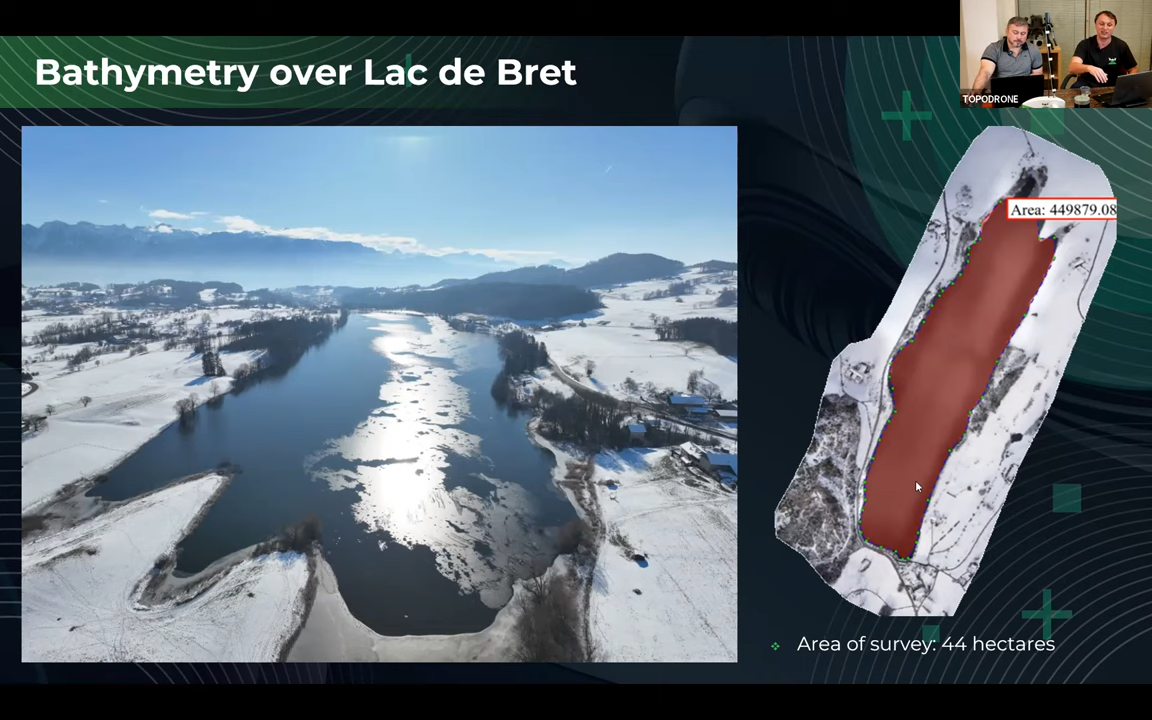 Bathymetry over Lac de Bret
TOPODRONE
Area: 449879.08
Area of survey: 44 hectares